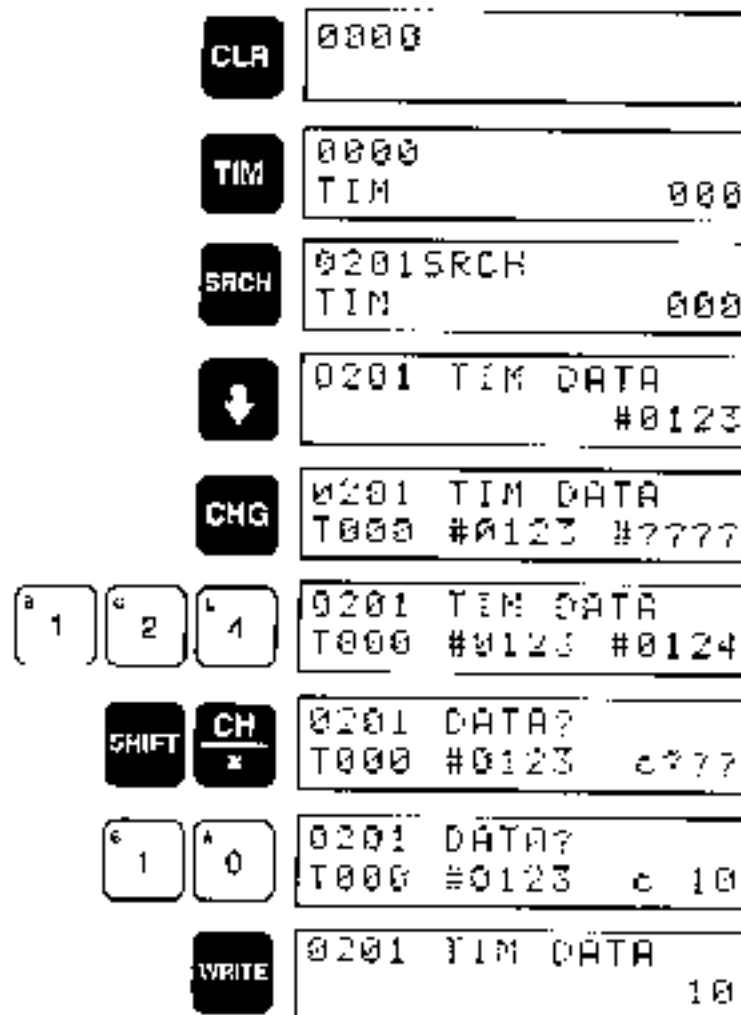 CLR
0000
TIM
0000
TIM 000
SRCH
0201SRCH
TIM 000
0201 TIM DATA
#0123
CHG
0201 TIM DATA
T000 #0123 #????
B 1 C 2 4
0201 TIM DATA
T000 #0123 #0124
SHIFT CH
*
0201 DATA?
T000 #0123 c???
1 A 0
0201 DATA?
T000 #0123 c 10
WRITE
0201 TIM DATA
10